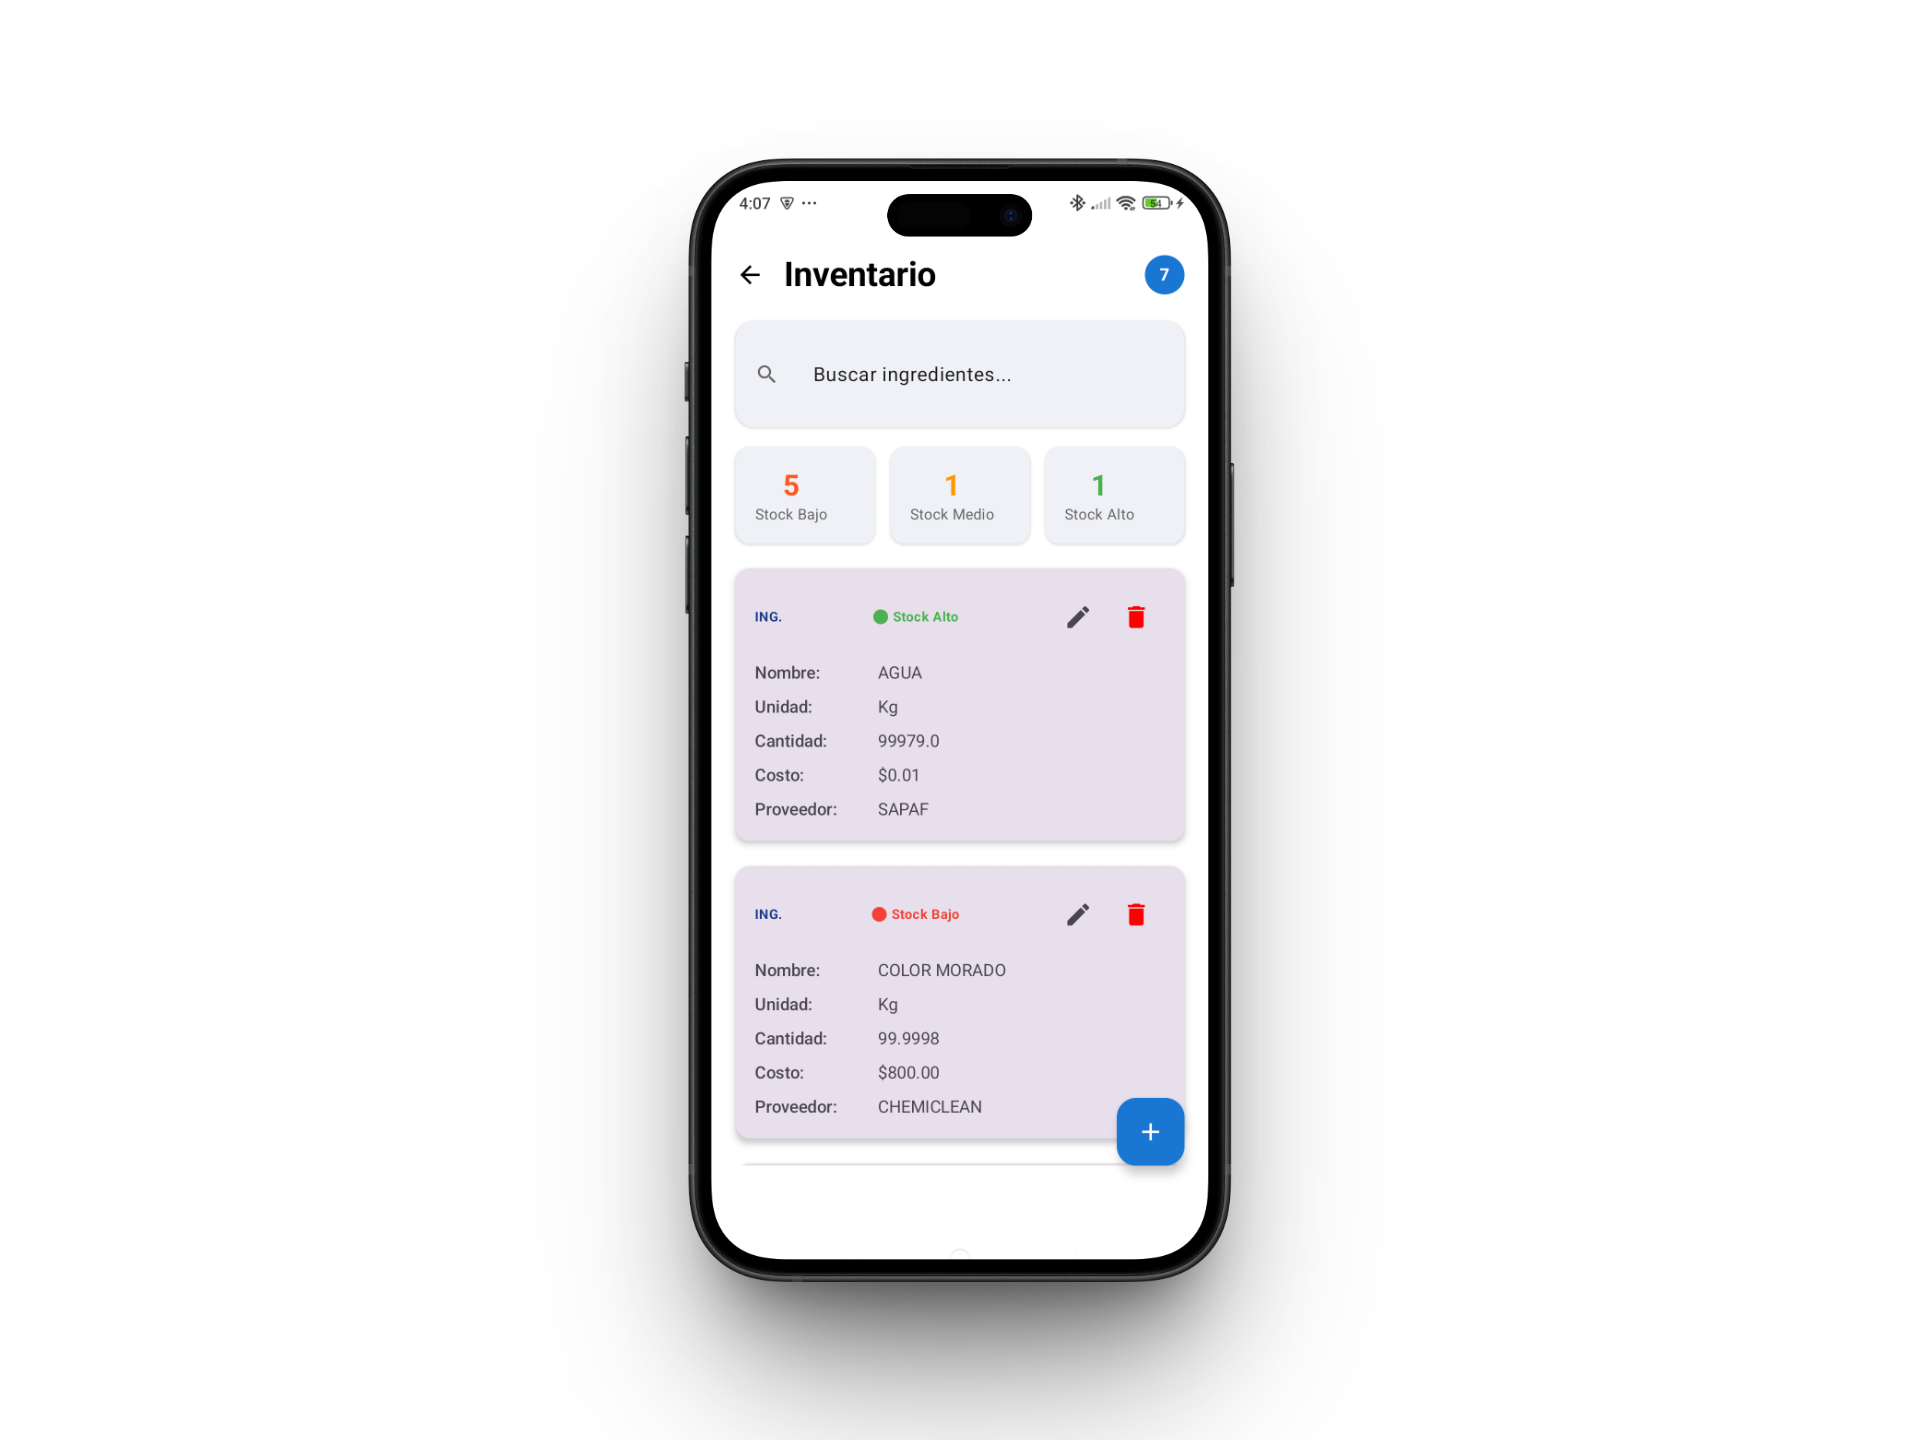 4:07 ... 54
Inventario 7
Buscar ingredientes...
5 1 1
Stock Bajo Stock Medio Stock Alto
ING. Stock Alto
Nombre: AGUA
Unidad: Kg
Cantidad: 99979.0
Costo: $0.01
Proveedor: SAPAF
ING. Stock Bajo
Nombre: COLOR MORADO
Unidad: Kg
Cantidad: 99.9998
Costo: $800.00
Proveedor: CHEMICLEAN
+